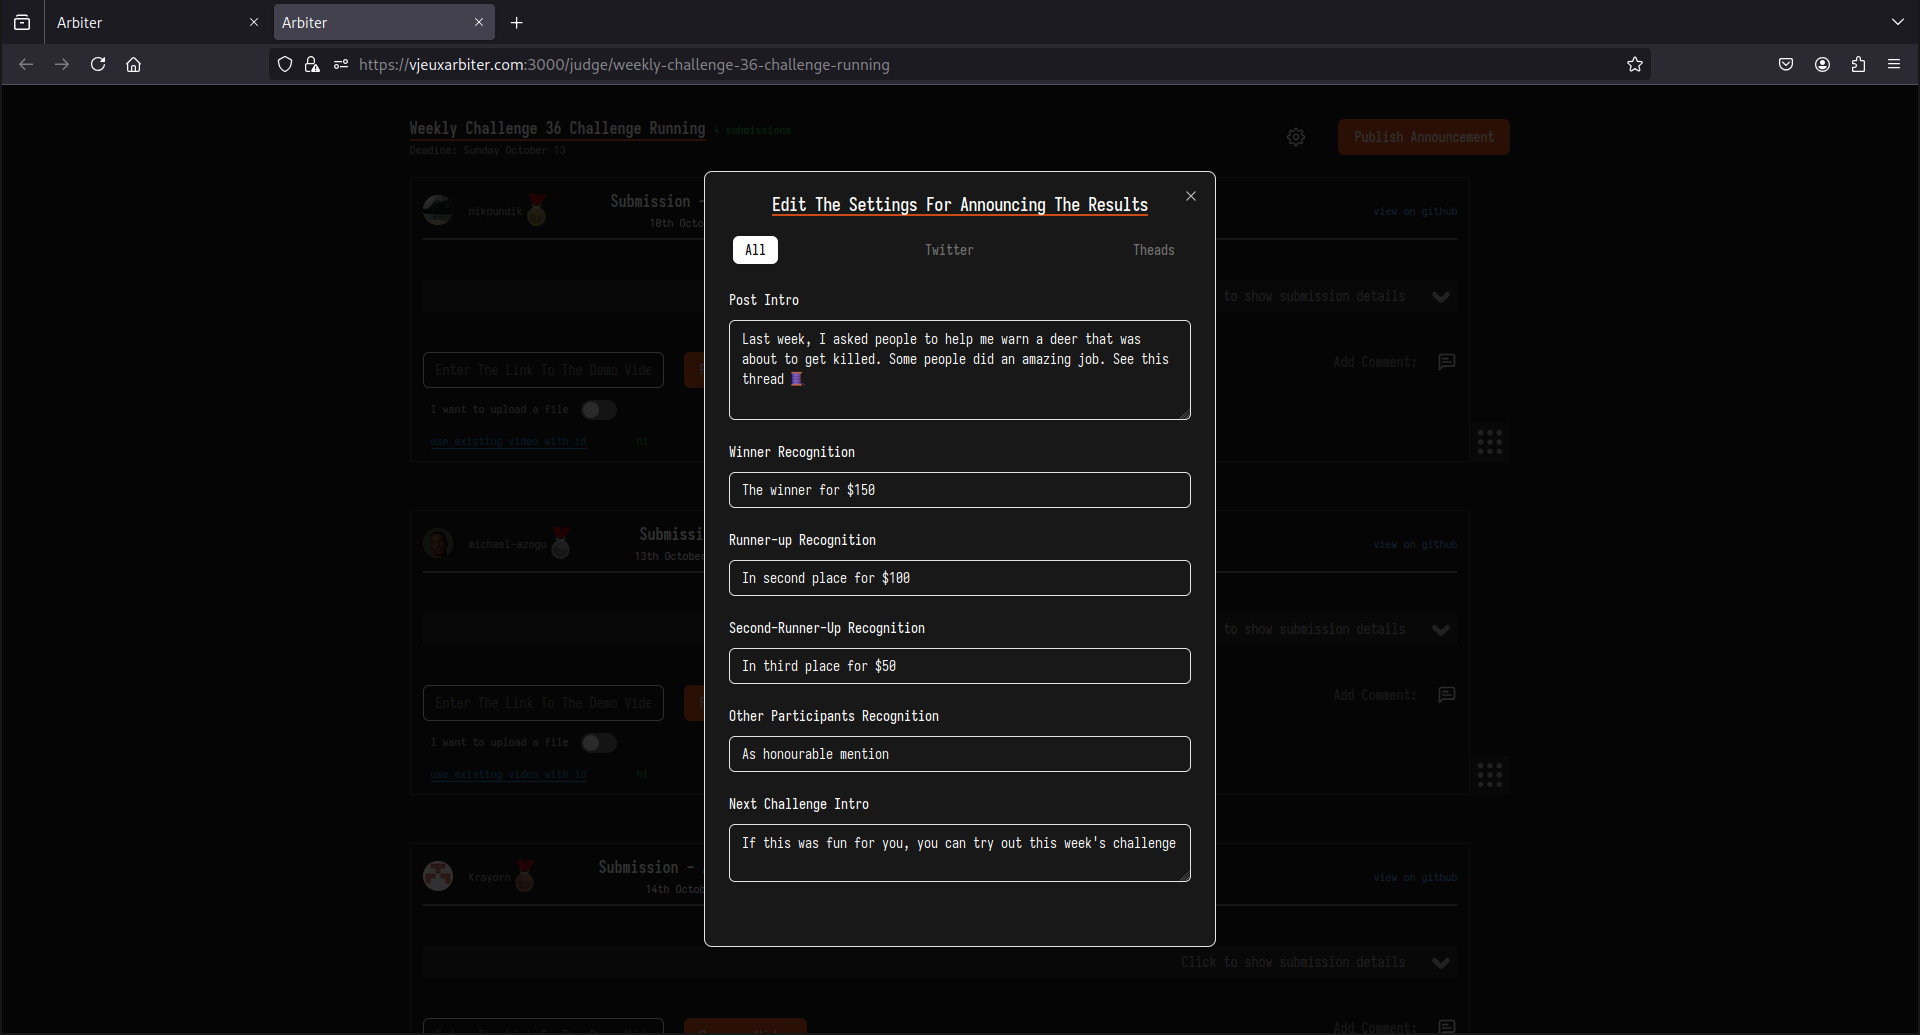 Arbiter
Arbiter
https://vjeuxarbiter.com:3000/judge/weekly-challenge-36-challenge-running
Weekly Challenge 36 Challenge Running
4 submissions
Deadine: Sunday October 13
Publish Announcement
nikpundik
Submission -
10th Octo
view on github
to show submission details
Enter The Link To The Demo Vide
Add Comment:
I want to upload a file
use existing video with id
hi
michael-azogu
Submissi
13th October
view on github
to show submission details
Enter The Link To The Demo Vide
Add Comment:
I want to upload a file
use existing video with id
hi
Krayorn
Submission -
14th Octob
view on github
Click to show submission details
Add Comment:
Edit The Settings For Announcing The Results
All
Twitter
Theads
Post Intro
Last week, I asked people to help me warn a deer that was
about to get killed. Some people did an amazing job. See this
thread 🧵
Winner Recognition
The winner for $150
Runner-up Recognition
In second place for $100
Second-Runner-Up Recognition
In third place for $50
Other Participants Recognition
As honourable mention
Next Challenge Intro
If this was fun for you, you can try out this week's challenge